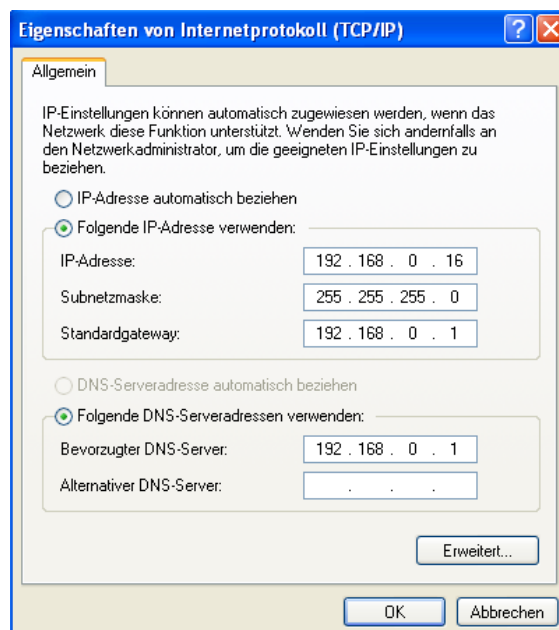 Eigenschaften von Internetprotokoll (TCP/IP)
Allgemein
IP-Einstellungen können automatisch zugewiesen werden, wenn das
Netzwerk diese Funktion unterstützt. Wenden Sie sich andernfalls an
den Netzwerkadministrator, um die geeigneten IP-Einstellungen zu
beziehen.
IP-Adresse automatisch beziehen
Folgende IP-Adresse verwenden:
IP-Adresse: 192 . 168 . 0 . 16
Subnetzmaske: 255 . 255 . 255 . 0
Standardgateway: 192 . 168 . 0 . 1
DNS-Serveradresse automatisch beziehen
Folgende DNS-Serveradressen verwenden:
Bevorzugter DNS-Server: 192 . 168 . 0 . 1
Alternativer DNS-Server: . . .
Erweitert...
OK Abbrechen